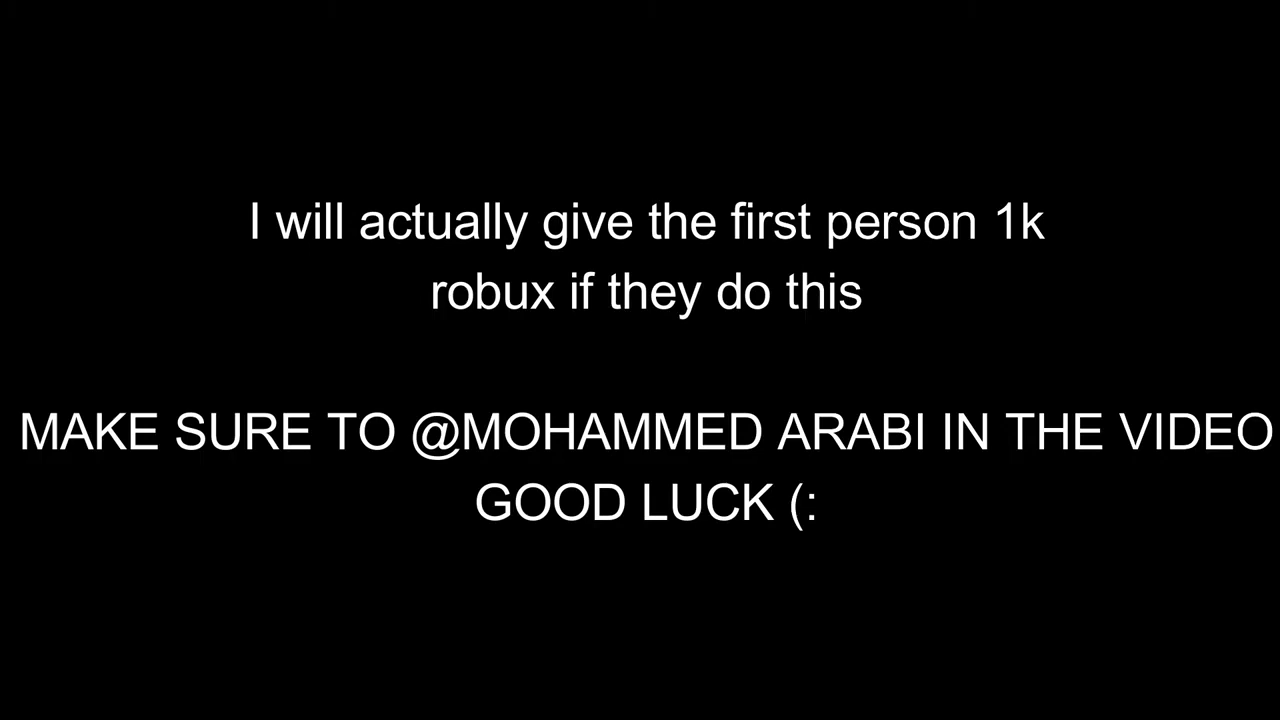 I will actually give the first person 1k
robux if they do this
MAKE SURE TO @MOHAMMED ARABI IN THE VIDEO
GOOD LUCK (: